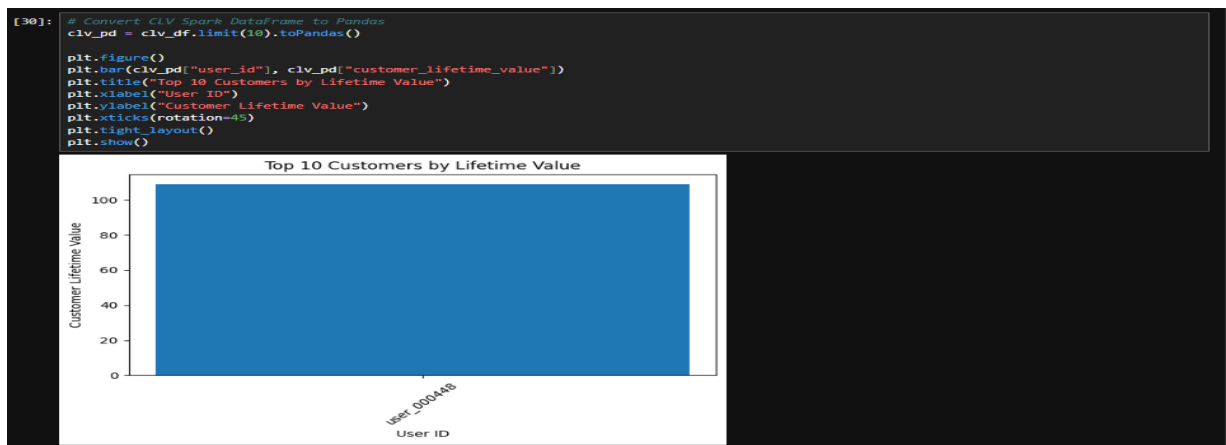 [30]: # Convert CLV Spark DataFrame to Pandas
clv_pd = clv_df.limit(10).toPandas()
plt.figure()
plt.bar(clv_pd["user_id"], clv_pd["customer_lifetime_value"])
plt.title("Top 10 Customers by Lifetime Value")
plt.xlabel("User ID")
plt.ylabel("Customer Lifetime Value")
plt.xticks(rotation=45)
plt.tight_layout()
plt.show()
Top 10 Customers by Lifetime Value
Customer Lifetime Value
100
80
60
40
20
0
user_000448
User ID